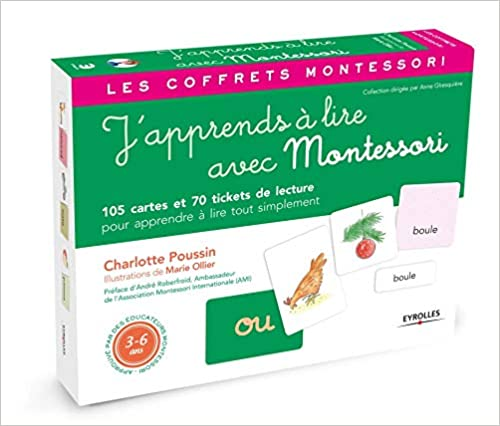 LES COFFRETS MONTESSORI
Collection dirigée par Anne Ghesquière
J'apprends à lire
avec Montessori
105 cartes et 70 tickets de lecture
pour apprendre à lire tout simplement
boule
Charlotte Poussin
Illustrations de Marie Ollier
Préface d'André Roberfroid, Ambassadeur
de l'Association Montessori Internationale (AMI)
boule
ou
3-6
ans
APPROUVÉ PAR DES ÉDUCATEURS MONTESSORI
EYROLLES